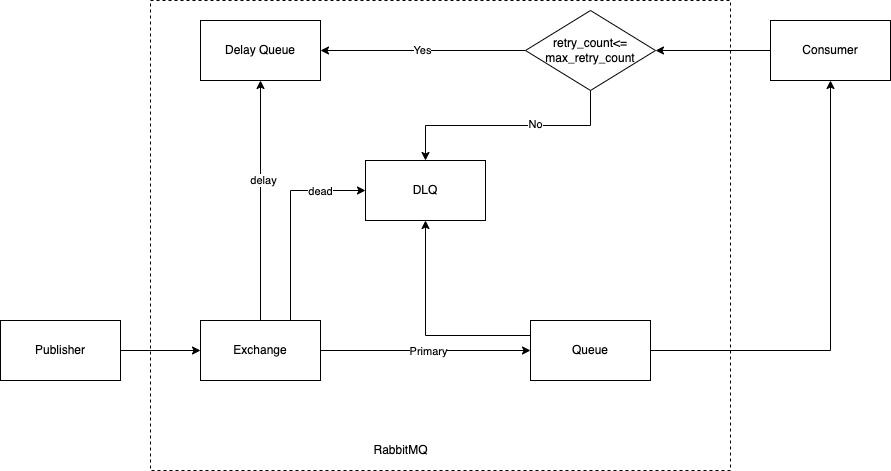 Delay Queue
Yes
retry_count<=
max_retry_count
Consumer
No
delay
dead
DLQ
Publisher
Exchange
Primary
Queue
RabbitMQ